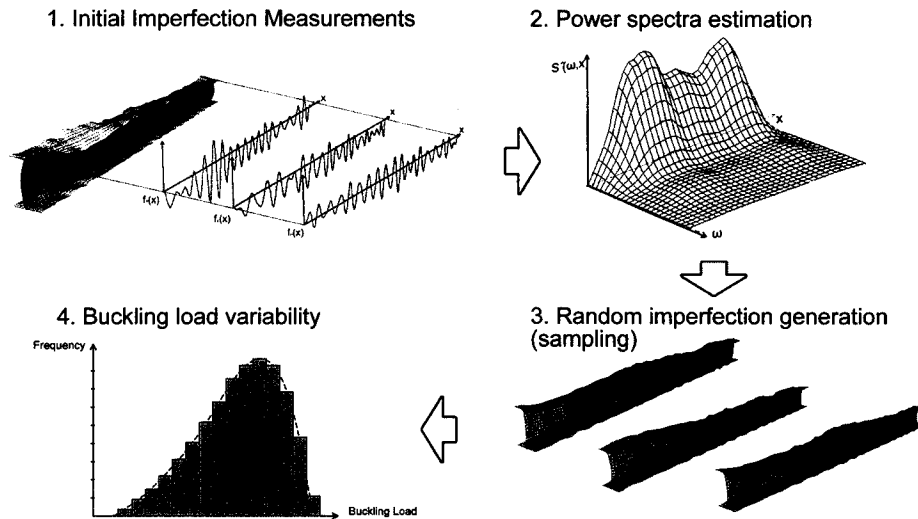 1. Initial Imperfection Measurements
x
x
x
f₁(x)
f₂(x)
2. Power spectra estimation
S (ω,x)
x
ω
3. Random imperfection generation
(sampling)
4. Buckling load variability
Frequency
Buckling Load